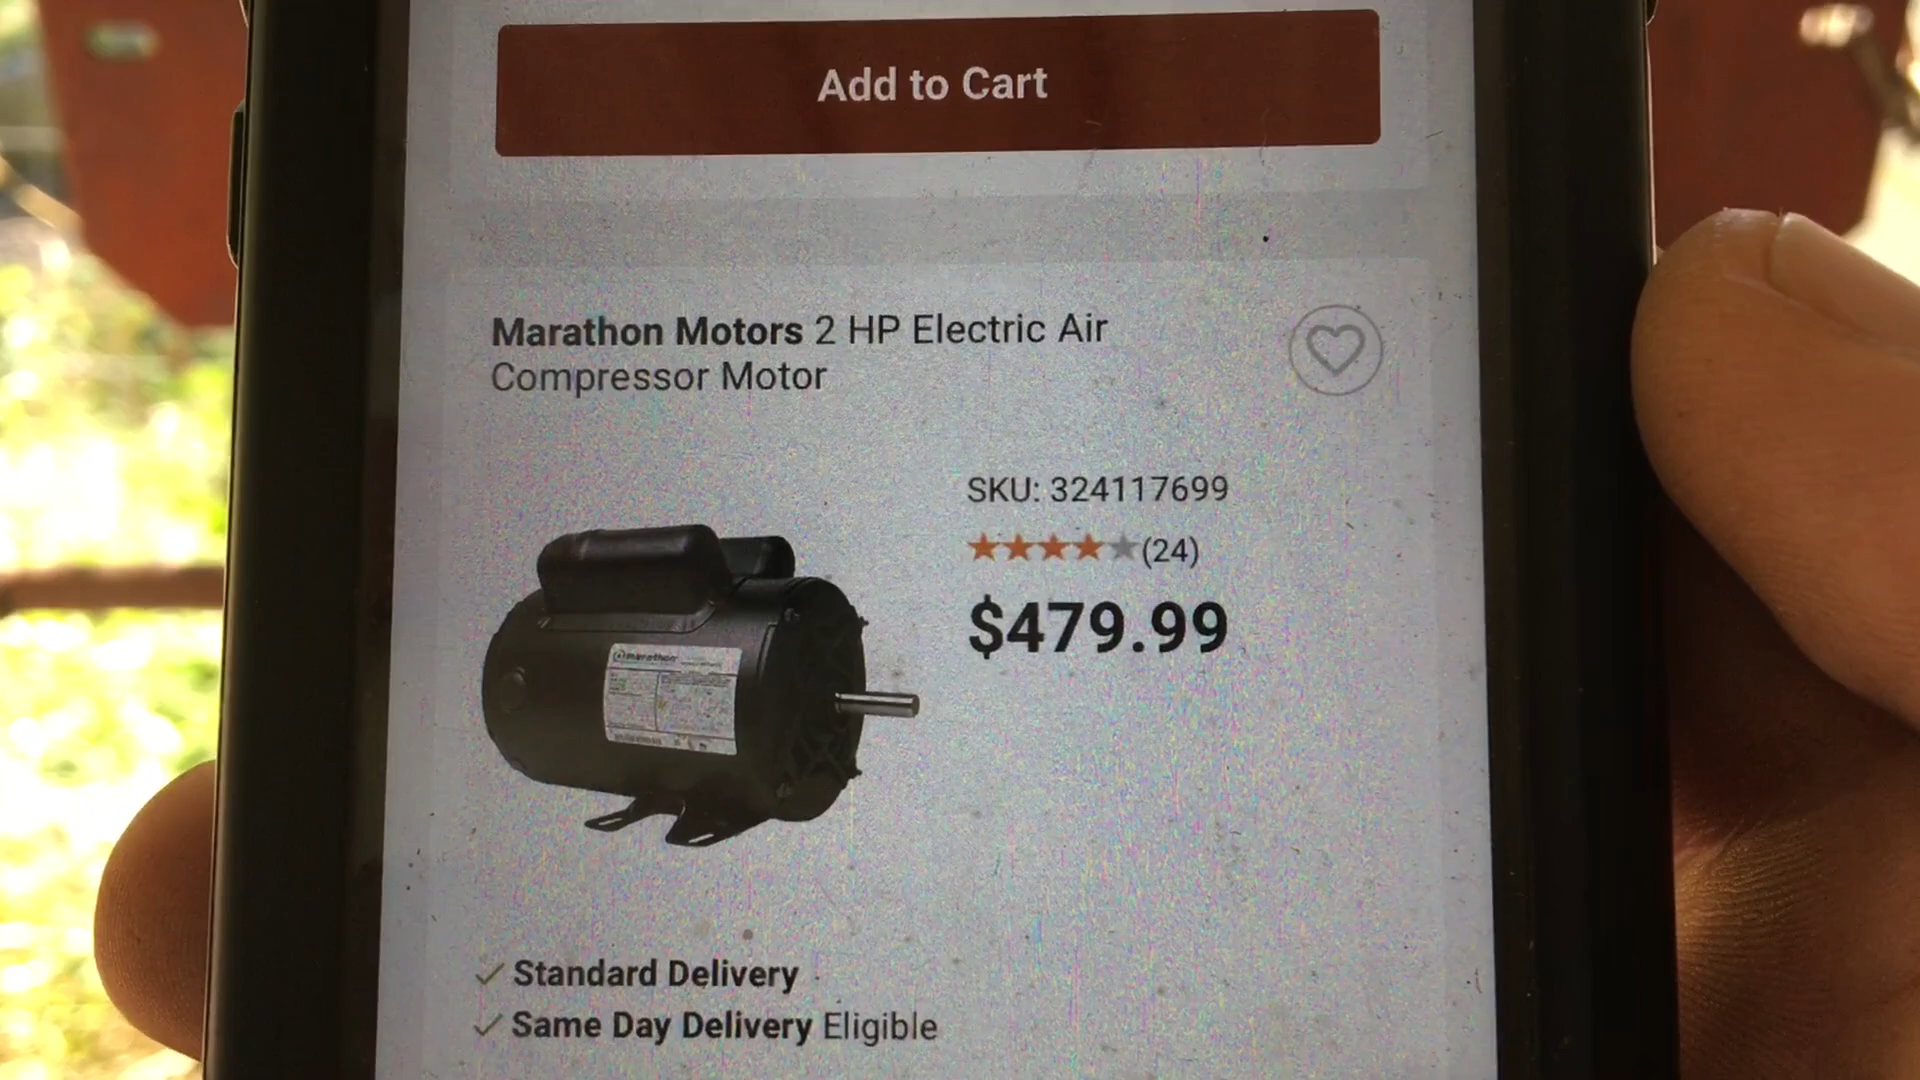 Add to Cart
Marathon Motors 2 HP Electric Air
Compressor Motor
SKU: 324117699
(24)
$479.99
marathon
Standard Delivery
Same Day Delivery Eligible